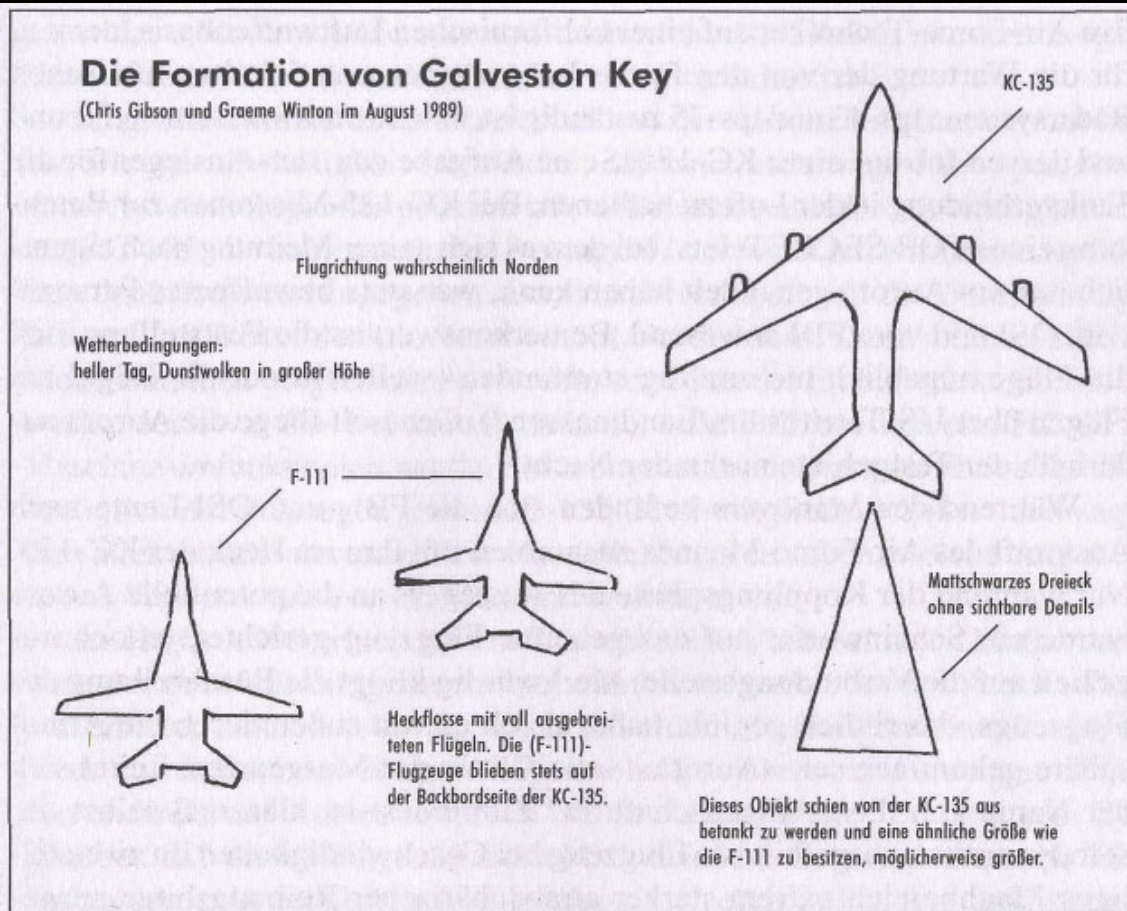 Die Formation von Galveston Key
(Chris Gibson und Graeme Winton im August 1989)
KC-135
Flugrichtung wahrscheinlich Norden
Wetterbedingungen:
heller Tag, Dunstwolken in großer Höhe
F-111
Mattschwarzes Dreieck
ohne sichtbare Details
Heckflosse mit voll ausgebrei-
teten Flügeln. Die (F-111)-
Flugzeuge blieben stets auf
der Backbordseite der KC-135.
Dieses Objekt schien von der KC-135 aus
betankt zu werden und eine ähnliche Größe wie
die F-111 zu besitzen, möglicherweise größer.